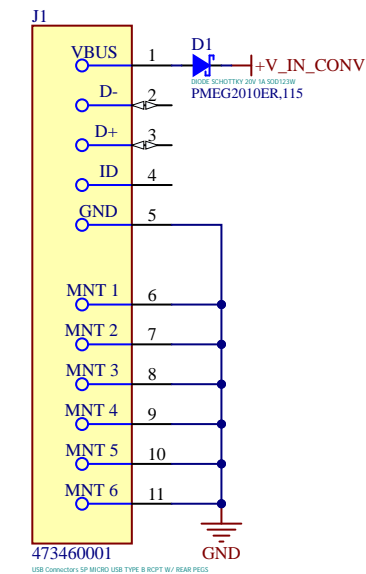 J1
VBUS 1 D1 +V_IN_CONV
DIODE SCHOTTKY 20V 1A SOD123W
PMEG2010ER,115
D- 2
D+ 3
ID 4
GND 5
MNT 1 6
MNT 2 7
MNT 3 8
MNT 4 9
MNT 5 10
MNT 6 11
473460001 GND
USB Connectors 5P MICRO USB TYPE B RCPT W/ REAR PEGS